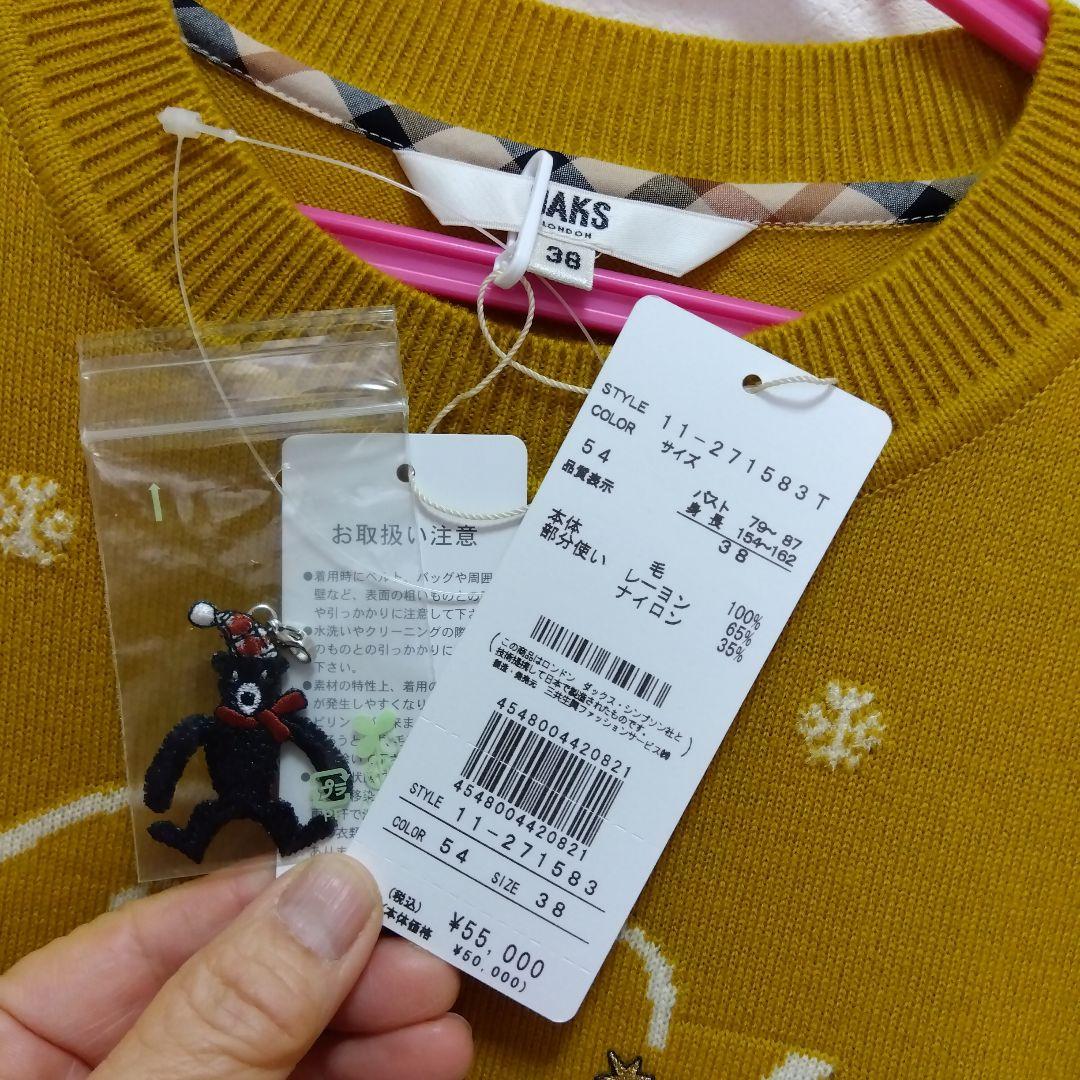 AKS
LONDON
38
STYLE 11-271583T
COLOR サイズ
54
品質表示
バスト 79~ 87
身長 154~162
38
本体 毛 100%
部分使い レーヨン 65%
ナイロン 35%
(この商品はロンドン ダックス・シンプソン社と
技術提携して日本で製造されたものです。
製造・発売元 三共生興ファッションサービス㈱)
4548004420821
4548004420821
STYLE 11-271583
COLOR 54 SIZE 38
(税込) ¥55,000
(本体価格 ¥50,000)
お取扱い注意
●着用時にベルト、バッグや周囲
壁など、表面の粗いものとの
や引っかかりに注意して下さ
●水洗いやクリーニングの際
のものとの引っかかりに
下さい。
●素材の特性上、着用
が発生しやすくなり
プラ